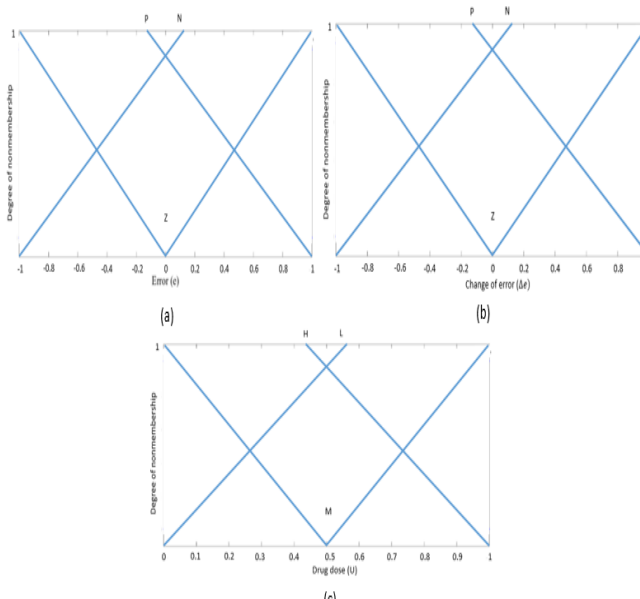 P N
1
Degree of nonmembership
Z
-1 -0.8 -0.6 -0.4 -0.2 0 0.2 0.4 0.6 0.8 1
Error (e)
(a)
P N
1
Degree of nonmembership
Z
-1 -0.8 -0.6 -0.4 -0.2 0 0.2 0.4 0.6 0.8
Change of error (Δe)
(b)
H L
1
Degree of nonmembership
M
0 0.1 0.2 0.3 0.4 0.5 0.6 0.7 0.8 0.9 1
Drug dose (U)
(c)